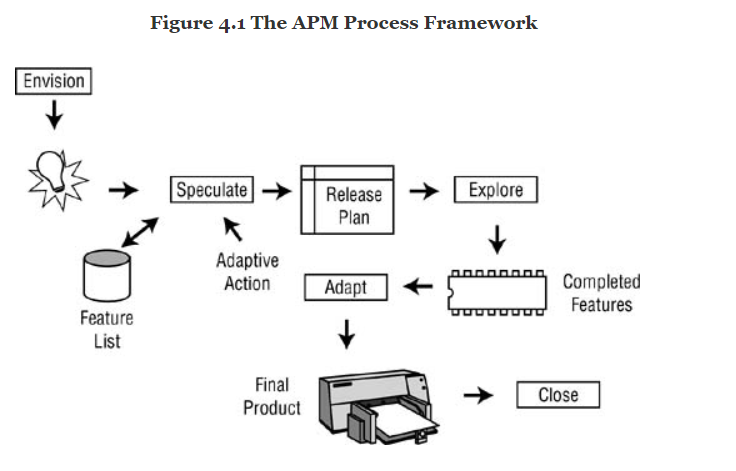 Figure 4.1 The APM Process Framework
Envision
Speculate
Release
Plan
Explore
Adaptive
Action
Feature
List
Adapt
Completed
Features
Final
Product
Close